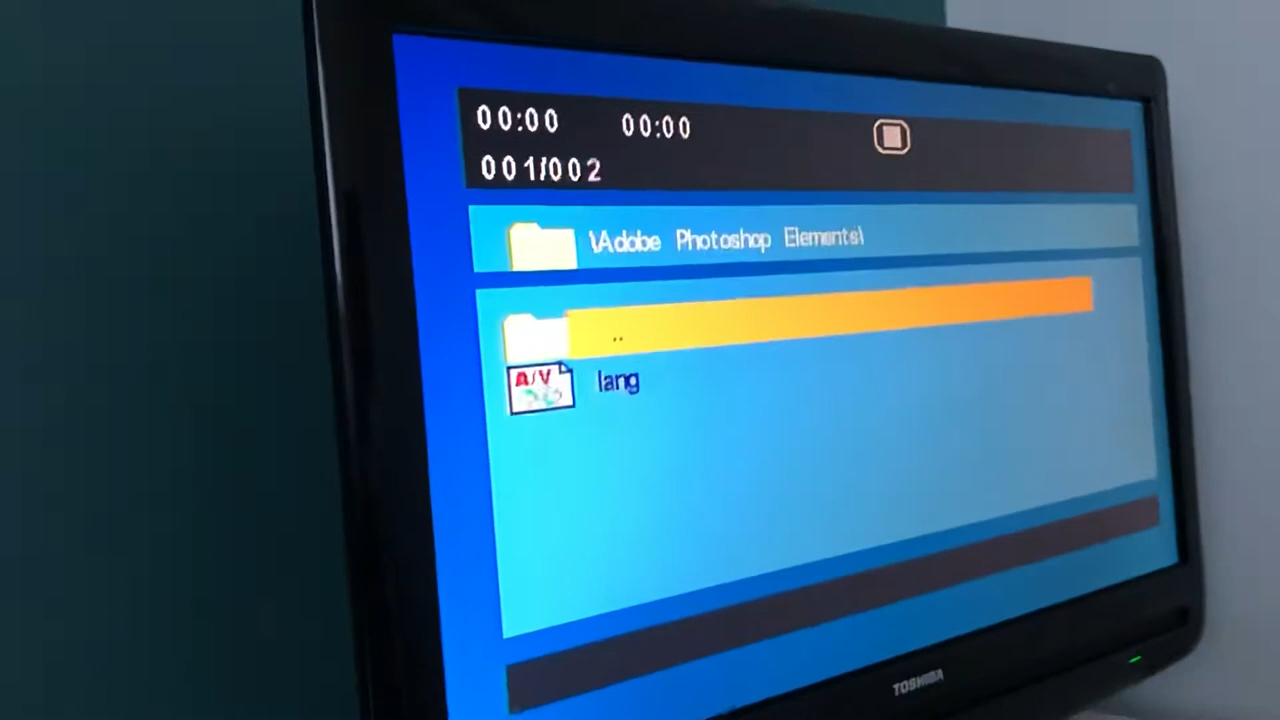 00:00 00:00
001/002
\Adobe Photoshop Elements\
..
A/V
lang
TOSHIBA